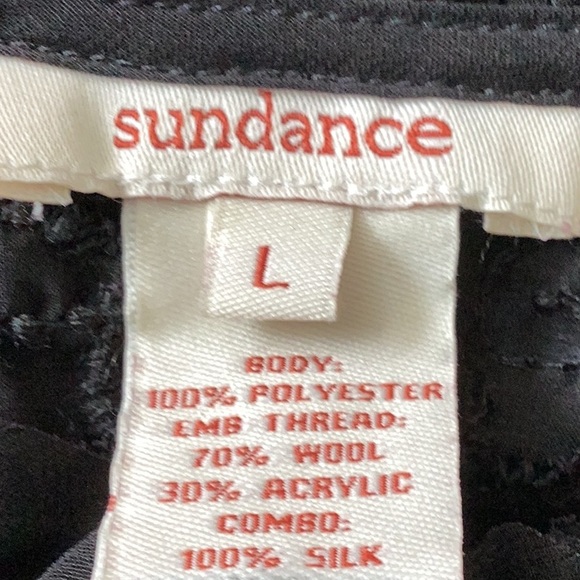 sundance
L
BODY:
100% POLYESTER
EMB THREAD:
70% WOOL
30% ACRYLIC
COMBO:
100% SILK